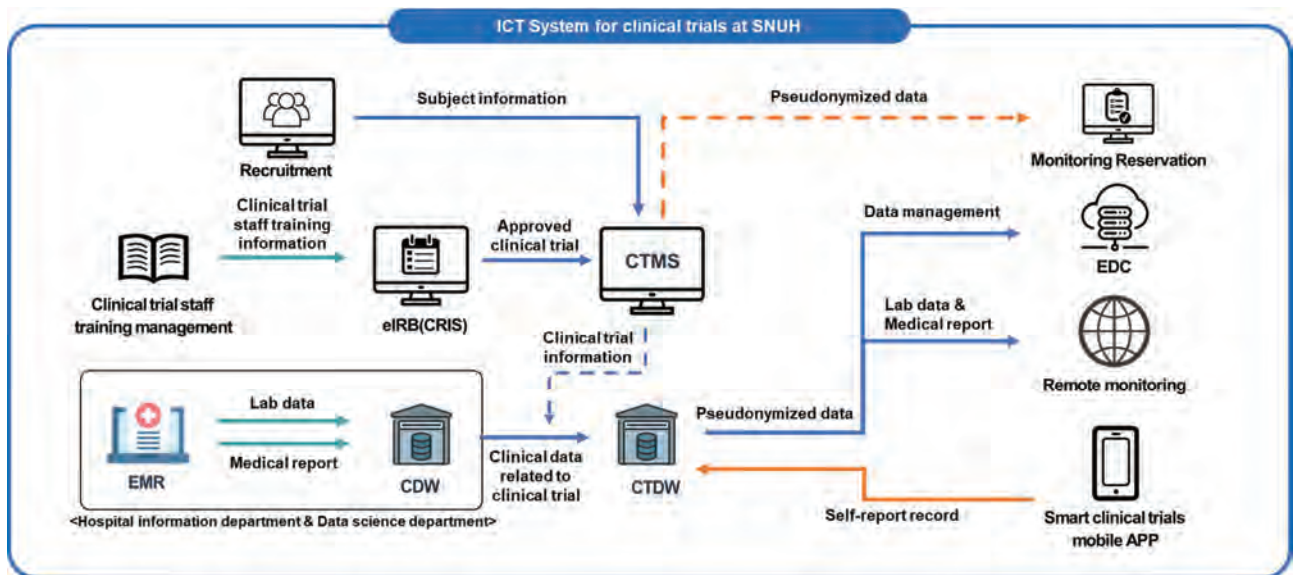 ICT System for clinical trials at SNUH
Subject information
Pseudonymized data
Recruitment
Monitoring Reservation
Clinical trial
staff training
information
Approved
clinical trial
CTMS
Data management
EDC
Clinical trial staff
training management
eIRB(CRIS)
Lab data &
Medical report
Clinical trial
information
Remote monitoring
Lab data
Medical report
EMR
CDW
Clinical data
related to
clinical trial
CTDW
Pseudonymized data
<Hospital information department & Data science department>
Self-report record
Smart clinical trials
mobile APP